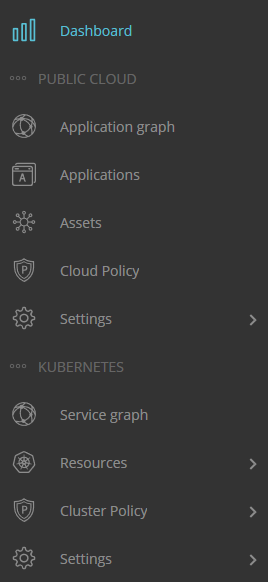 Dashboard
PUBLIC CLOUD
Application graph
A
Applications
Assets
P
Cloud Policy
Settings
KUBERNETES
Service graph
Resources
P
Cluster Policy
Settings